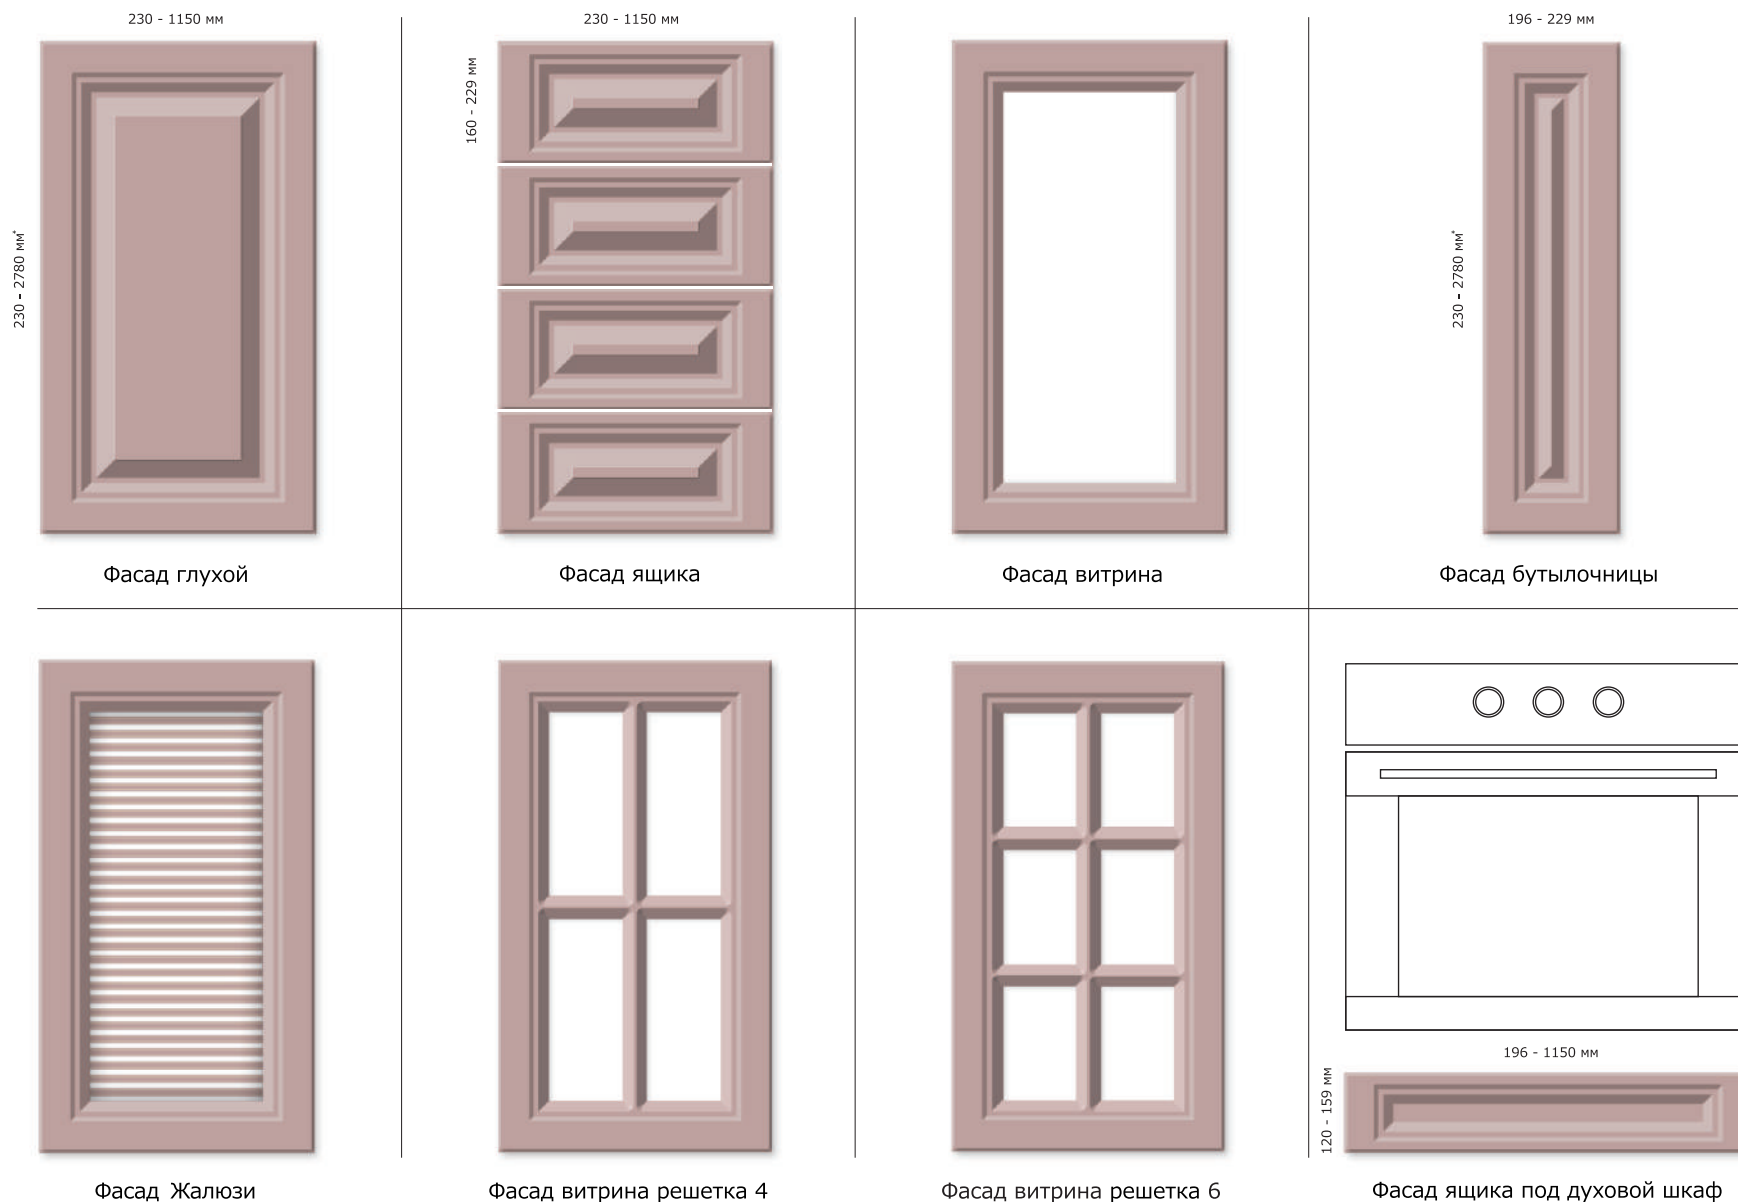 230 - 1150 мм
230 - 1150 мм
196 - 229 мм
230 - 2780 мм*
160 - 229 мм
230 - 2780 мм*
Фасад глухой
Фасад ящика
Фасад витрина
Фасад бутылочницы
196 - 1150 мм
120 - 159 мм
Фасад Жалюзи
Фасад витрина решетка 4
Фасад витрина решетка 6
Фасад ящика под духовой шкаф